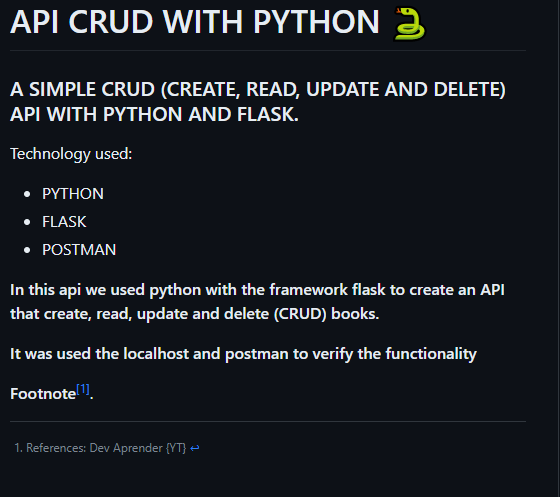 API CRUD WITH PYTHON 🐍
A SIMPLE CRUD (CREATE, READ, UPDATE AND DELETE)
API WITH PYTHON AND FLASK.
Technology used:
• PYTHON
• FLASK
• POSTMAN
In this api we used python with the framework flask to create an API
that create, read, update and delete (CRUD) books.
It was used the localhost and postman to verify the functionality
Footnote[1].
1. References: Dev Aprender {YT} ↩